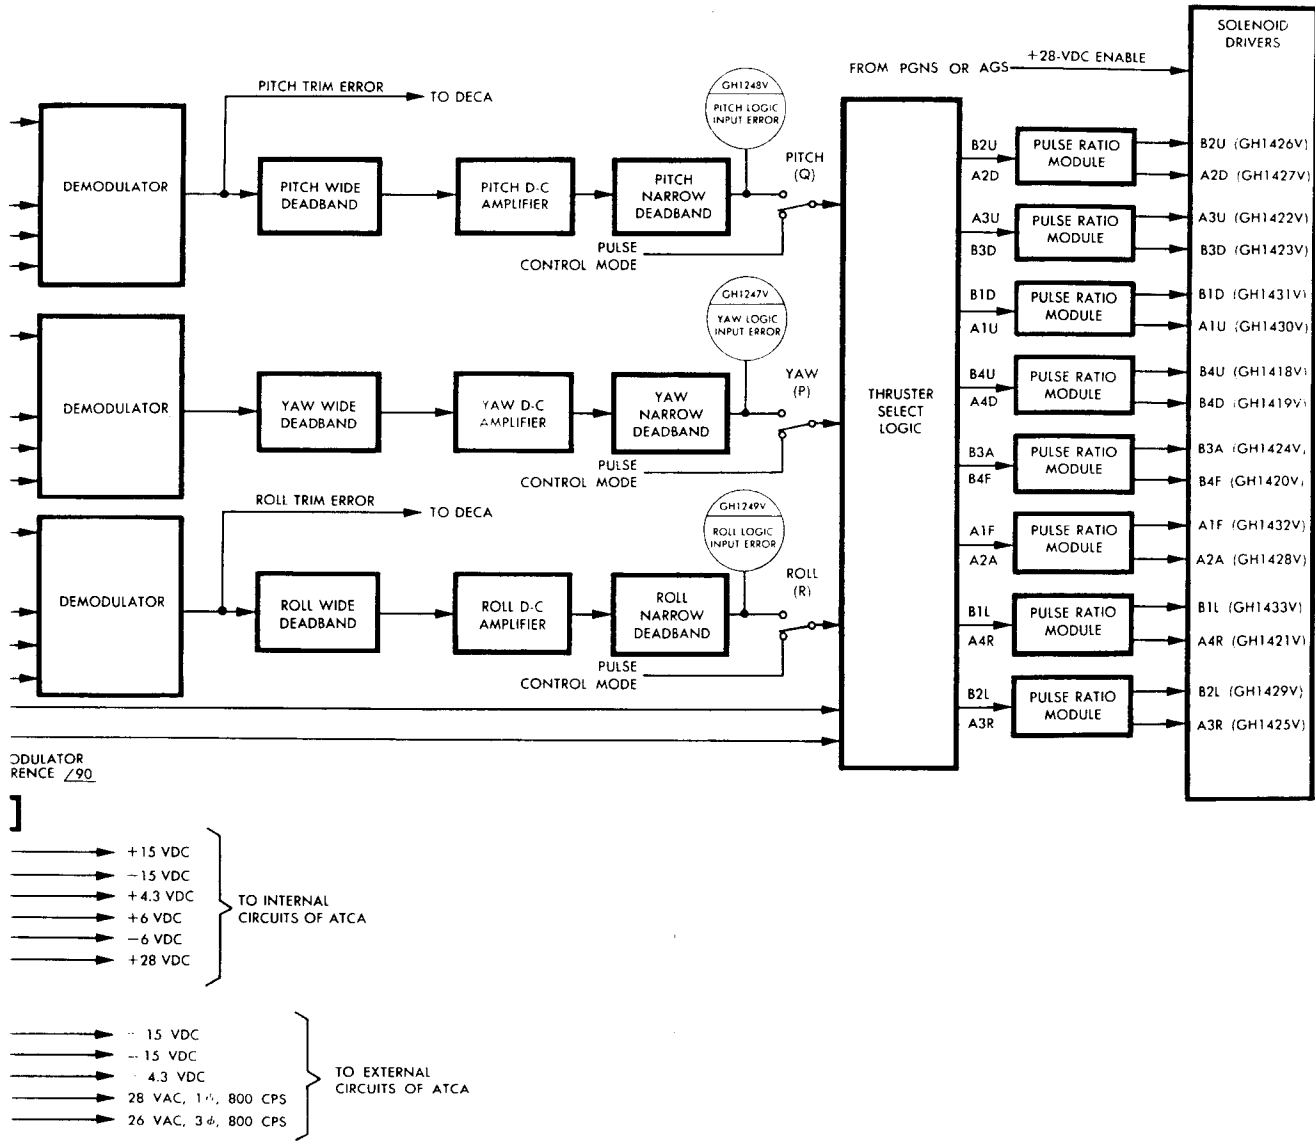 SOLENOID
DRIVERS
FROM PGNS OR AGS
+28-VDC ENABLE
PITCH TRIM ERROR
TO DECA
GH1248V
PITCH LOGIC
INPUT ERROR
DEMODULATOR
PITCH WIDE
DEADBAND
PITCH D-C
AMPLIFIER
PITCH
NARROW
DEADBAND
PITCH
(Q)
PULSE
CONTROL MODE
GH1247V
YAW LOGIC
INPUT ERROR
DEMODULATOR
YAW WIDE
DEADBAND
YAW D-C
AMPLIFIER
YAW
NARROW
DEADBAND
YAW
(P)
PULSE
CONTROL MODE
ROLL TRIM ERROR
TO DECA
GH1249V
ROLL LOGIC
INPUT ERROR
DEMODULATOR
ROLL WIDE
DEADBAND
ROLL D-C
AMPLIFIER
ROLL
NARROW
DEADBAND
ROLL
(R)
PULSE
CONTROL MODE
THRUSTER
SELECT
LOGIC
B2U
A2D
PULSE RATIO
MODULE
B2U (GH1426V)
A2D (GH1427V)
A3U
B3D
PULSE RATIO
MODULE
A3U (GH1422V)
B3D (GH1423V)
B1D
A1U
PULSE RATIO
MODULE
B1D (GH1431V)
A1U (GH1430V)
B4U
A4D
PULSE RATIO
MODULE
B4U (GH1418V)
B4D (GH1419V)
B3A
B4F
PULSE RATIO
MODULE
B3A (GH1424V)
B4F (GH1420V)
A1F
A2A
PULSE RATIO
MODULE
A1F (GH1432V)
A2A (GH1428V)
B1L
A4R
PULSE RATIO
MODULE
B1L (GH1433V)
A4R (GH1421V)
B2L
A3R
PULSE RATIO
MODULE
B2L (GH1429V)
A3R (GH1425V)
ODULATOR
RENCE /90
+15 VDC
-15 VDC
+4.3 VDC
+6 VDC
-6 VDC
+28 VDC
TO INTERNAL
CIRCUITS OF ATCA
15 VDC
-15 VDC
4.3 VDC
28 VAC, 1ϕ, 800 CPS
26 VAC, 3ϕ, 800 CPS
TO EXTERNAL
CIRCUITS OF ATCA